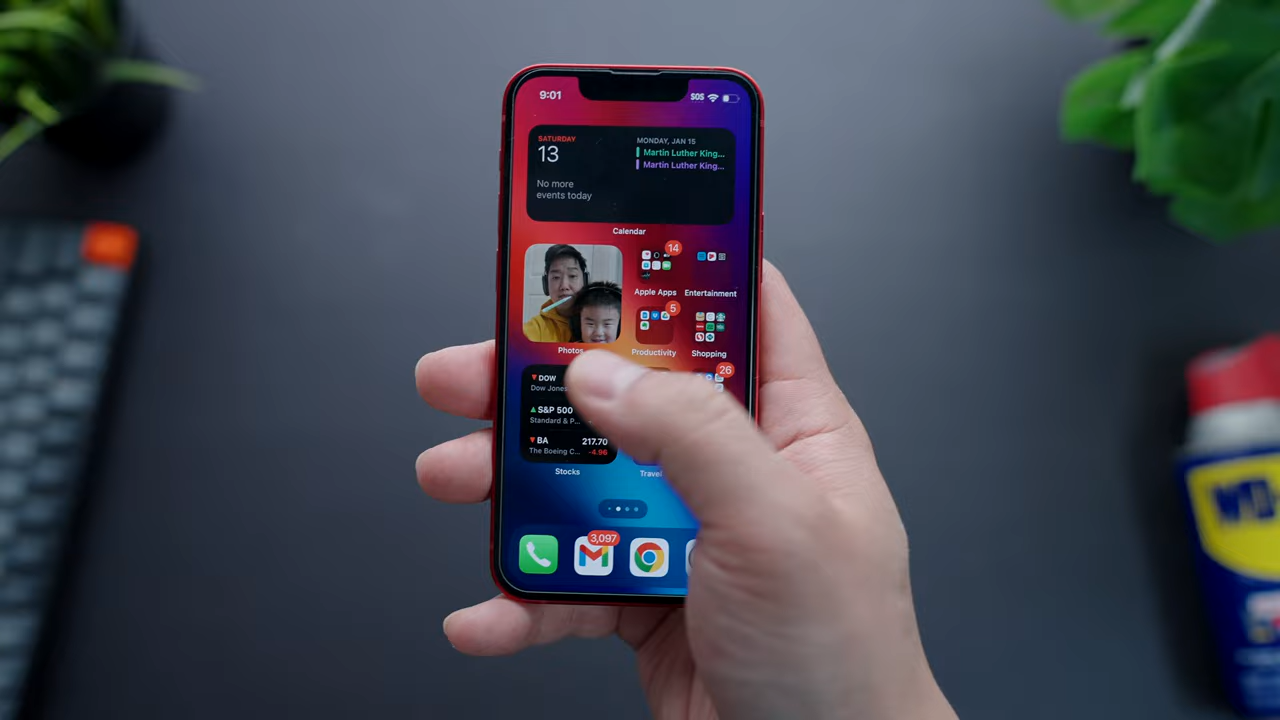 9:01
SOS
SATURDAY
13
No more
events today
MONDAY, JAN 15
Martin Luther King...
Martin Luther King...
Calendar
14
Apple Apps
Entertainment
5
Photos
Productivity
Shopping
26
▼DOW
Dow Jones
▲S&P 500
Standard & P...
▼BA
217.70
The Boeing C...
-4.96
Stocks
Travel
3,097
WD